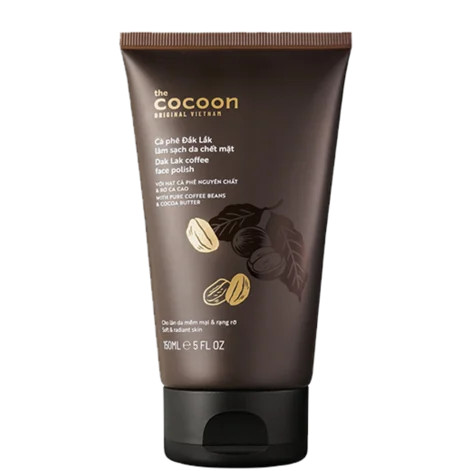 the
cocoon
ORIGINAL VIETNAM
Cà phê Đắk Lắk
làm sạch da chết mặt
Dak Lak coffee
face polish
VỚI HẠT CÀ PHÊ NGUYÊN CHẤT
& BƠ CA CAO
WITH PURE COFFEE BEANS
& COCOA BUTTER
Cho làn da mềm mại & rạng rỡ
Soft & radiant skin
150ML ℮ 5 FL OZ